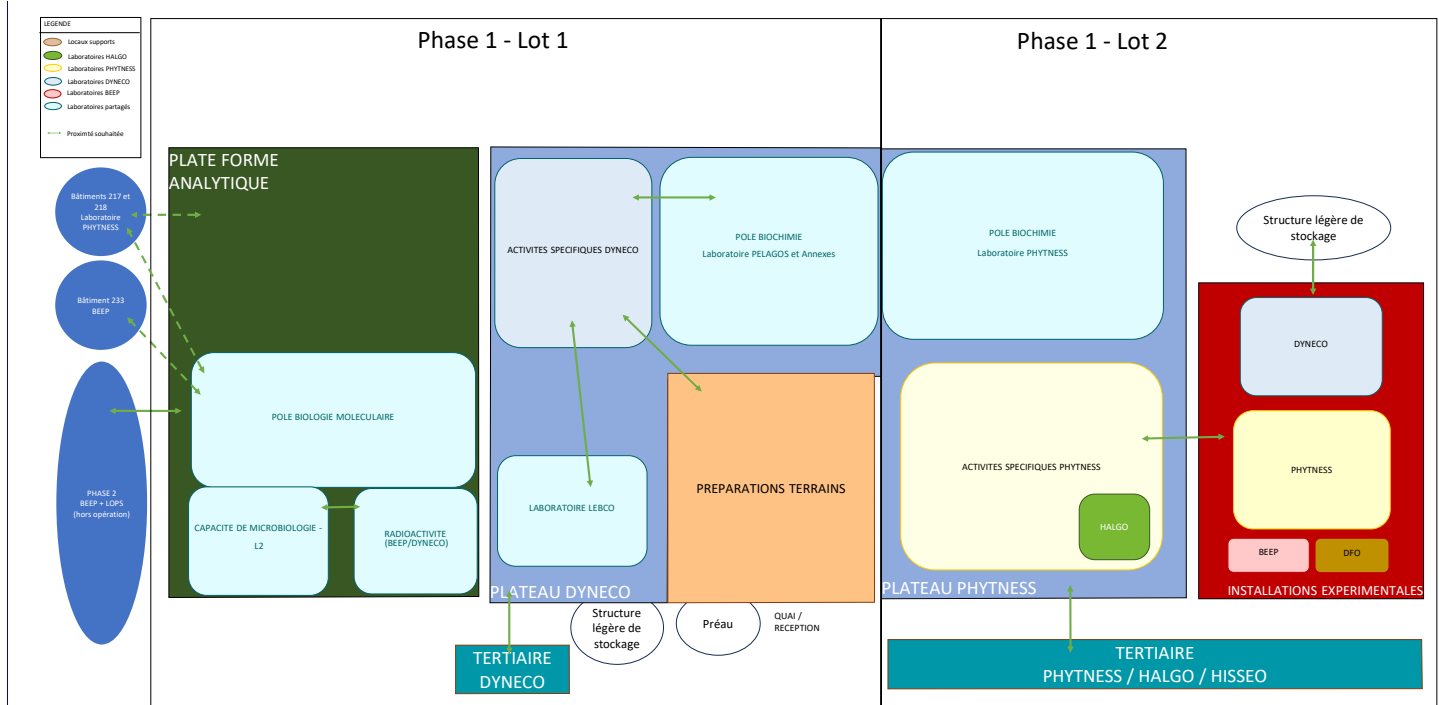 LEGENDE
Locaux supports
Laboratoires HALGO
Laboratoires PHYTNESS
Laboratoires DYNECO
Laboratoires BEEP
Laboratoires partagés
Proximté souhaitée
Phase 1 - Lot 1
Phase 1 - Lot 2
Bâtiments 217 et
218
Laboratoire
PHYTNESS
Bâtiment 233
BEEP
PHASE 2
BEEP + LOPS
(hors opération)
PLATE FORME
ANALYTIQUE
POLE BIOLOGIE MOLECULAIRE
CAPACITE DE MICROBIOLOGIE -
L2
RADIOACTIVITE
(BEEP/DYNECO)
ACTIVITES SPECIFIQUES DYNECO
POLE BIOCHIMIE
Laboratoire PELAGOS et Annexes
LABORATOIRE LEBCO
PREPARATIONS TERRAINS
PLATEAU DYNECO
Structure
légère de
stockage
Préau
QUAI /
RECEPTION
TERTIAIRE
DYNECO
POLE BIOCHIMIE
Laboratoire PHYTNESS
ACTIVITES SPECIFIQUES PHYTNESS
HALGO
PLATEAU PHYTNESS
Structure légère de
stockage
DYNECO
PHYTNESS
BEEP
DFO
INSTALLATIONS EXPERIMENTALES
TERTIAIRE
PHYTNESS / HALGO / HISSEO